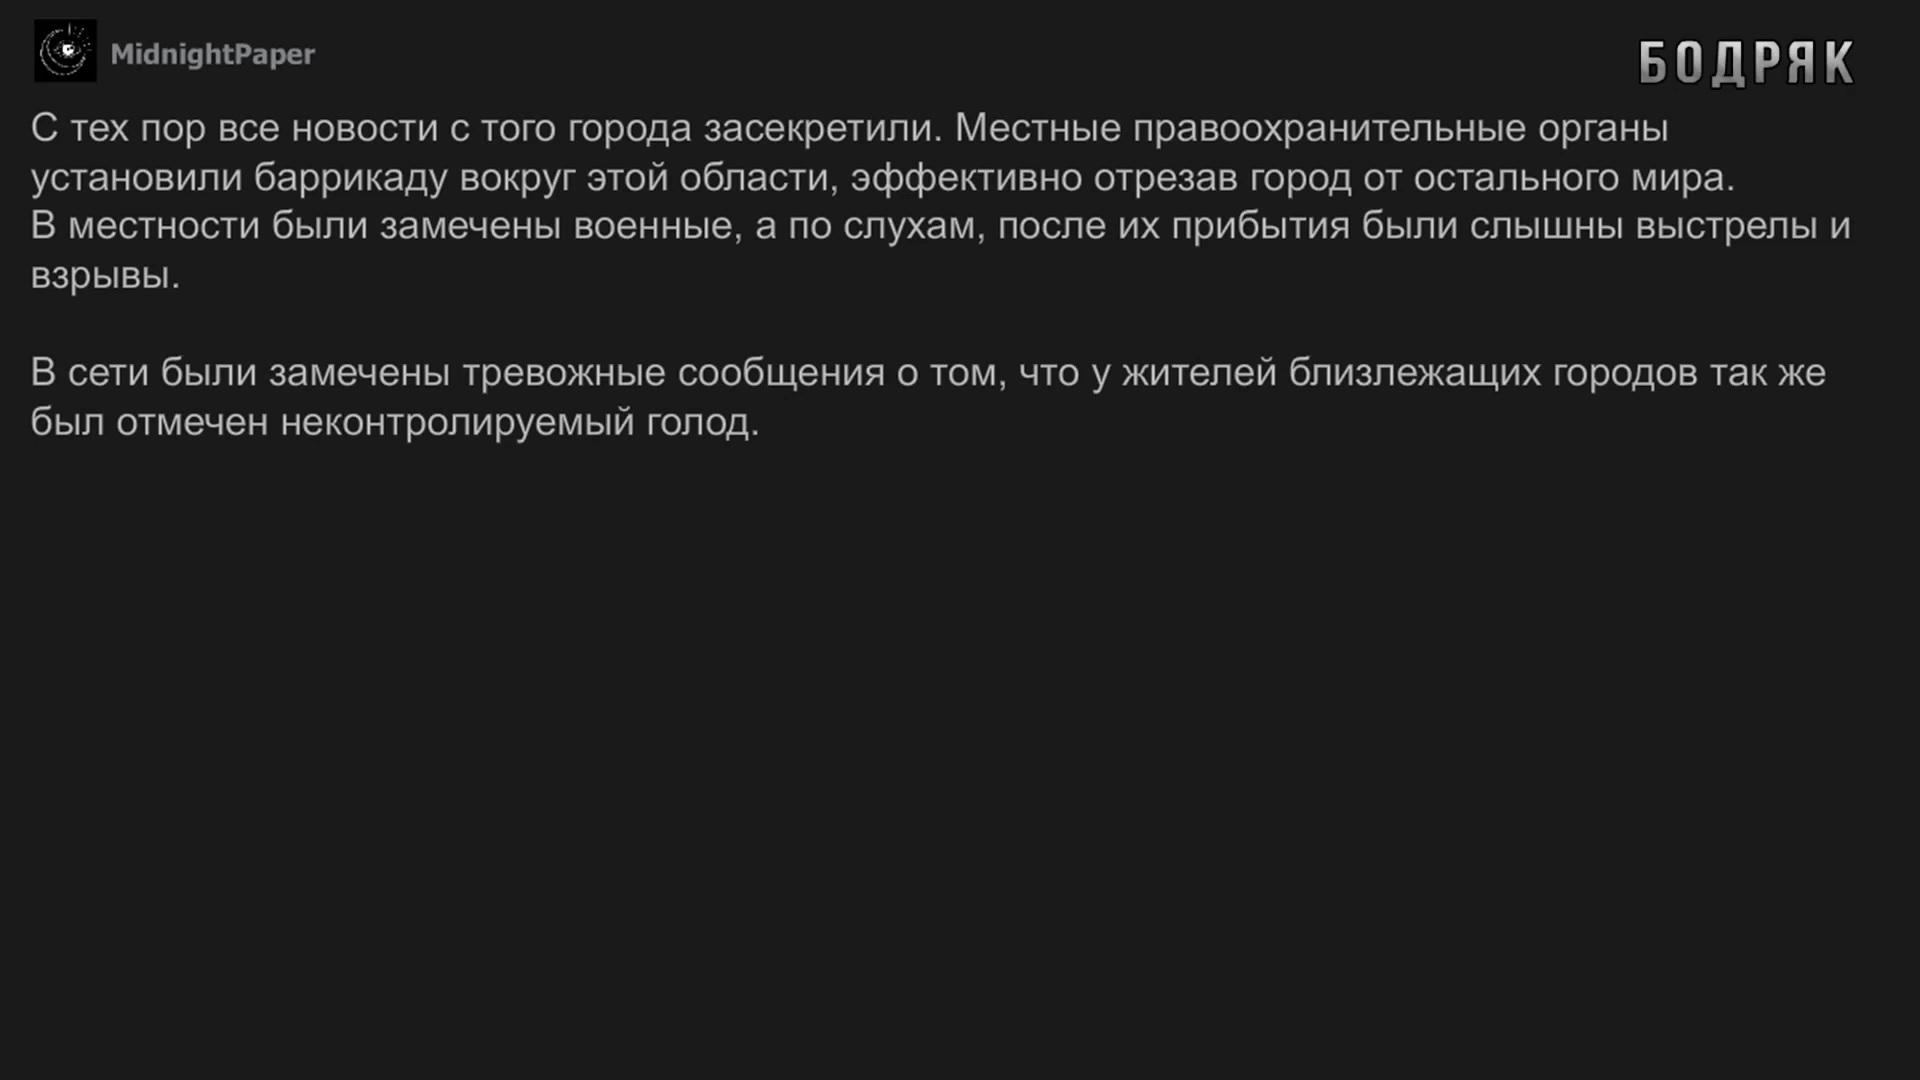 MidnightPaper
БОДРЯК
С тех пор все новости с того города засекретили. Местные правоохранительные органы
установили баррикаду вокруг этой области, эффективно отрезав город от остального мира.
В местности были замечены военные, а по слухам, после их прибытия были слышны выстрелы и
взрывы.
В сети были замечены тревожные сообщения о том, что у жителей близлежащих городов так же
был отмечен неконтролируемый голод.